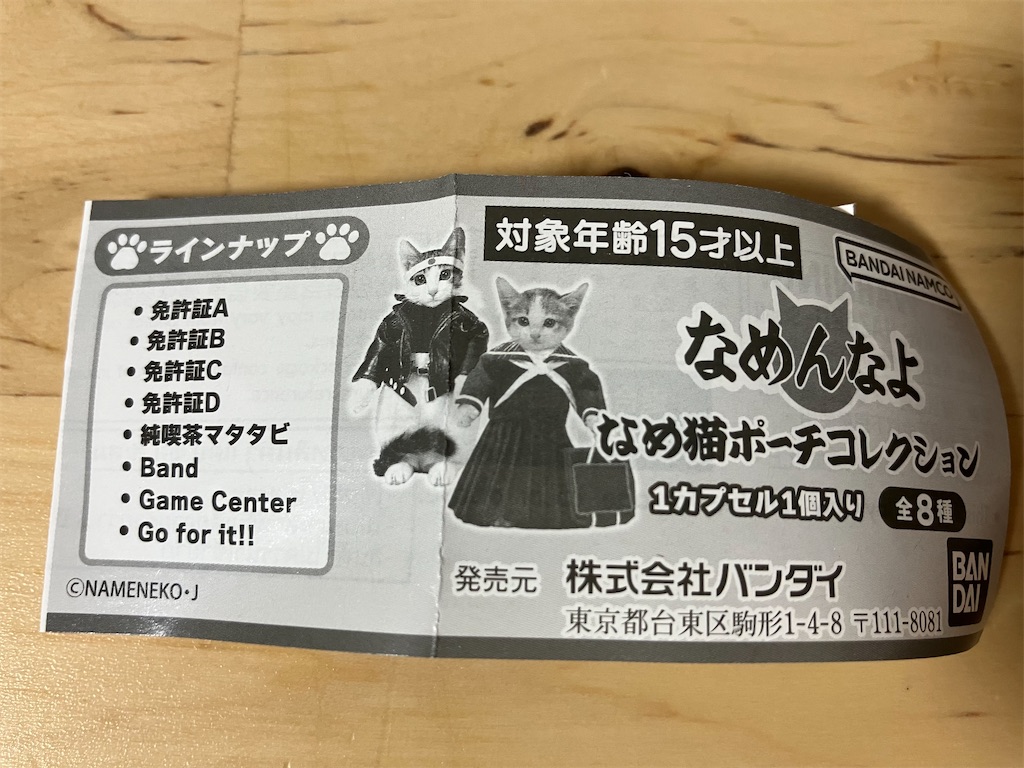 ラインナップ
• 免許証A
• 免許証B
• 免許証C
• 免許証D
• 純喫茶マタタビ
• Band
• Game Center
• Go for it!!
©NAMENEKO・J
対象年齢15才以上
BANDAI NAMCO
なめんなよ
なめ猫ポーチコレクション
1カプセル1個入り 全8種
発売元 株式会社バンダイ
東京都台東区駒形1-4-8 〒111-8081
BAN
DAI